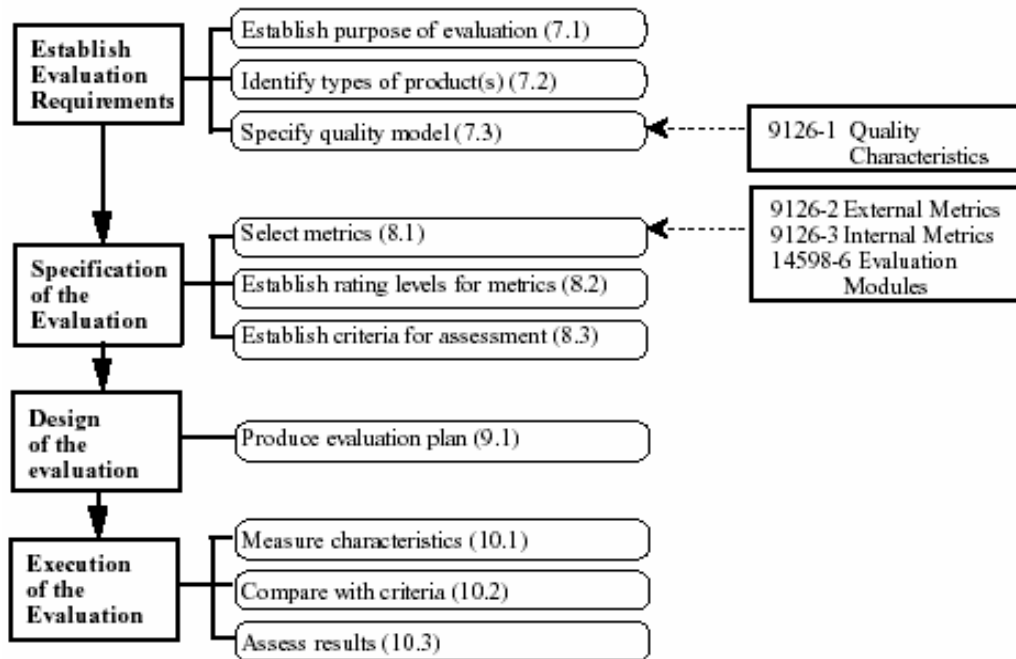 Establish
Evaluation
Requirements
Establish purpose of evaluation (7.1)
Identify types of product(s) (7.2)
Specify quality model (7.3)
9126-1 Quality
Characteristics
Specification
of the
Evaluation
Select metrics (8.1)
Establish rating levels for metrics (8.2)
Establish criteria for assessment (8.3)
9126-2 External Metrics
9126-3 Internal Metrics
14598-6 Evaluation
Modules
Design
of the
evaluation
Produce evaluation plan (9.1)
Execution
of the
Evaluation
Measure characteristics (10.1)
Compare with criteria (10.2)
Assess results (10.3)